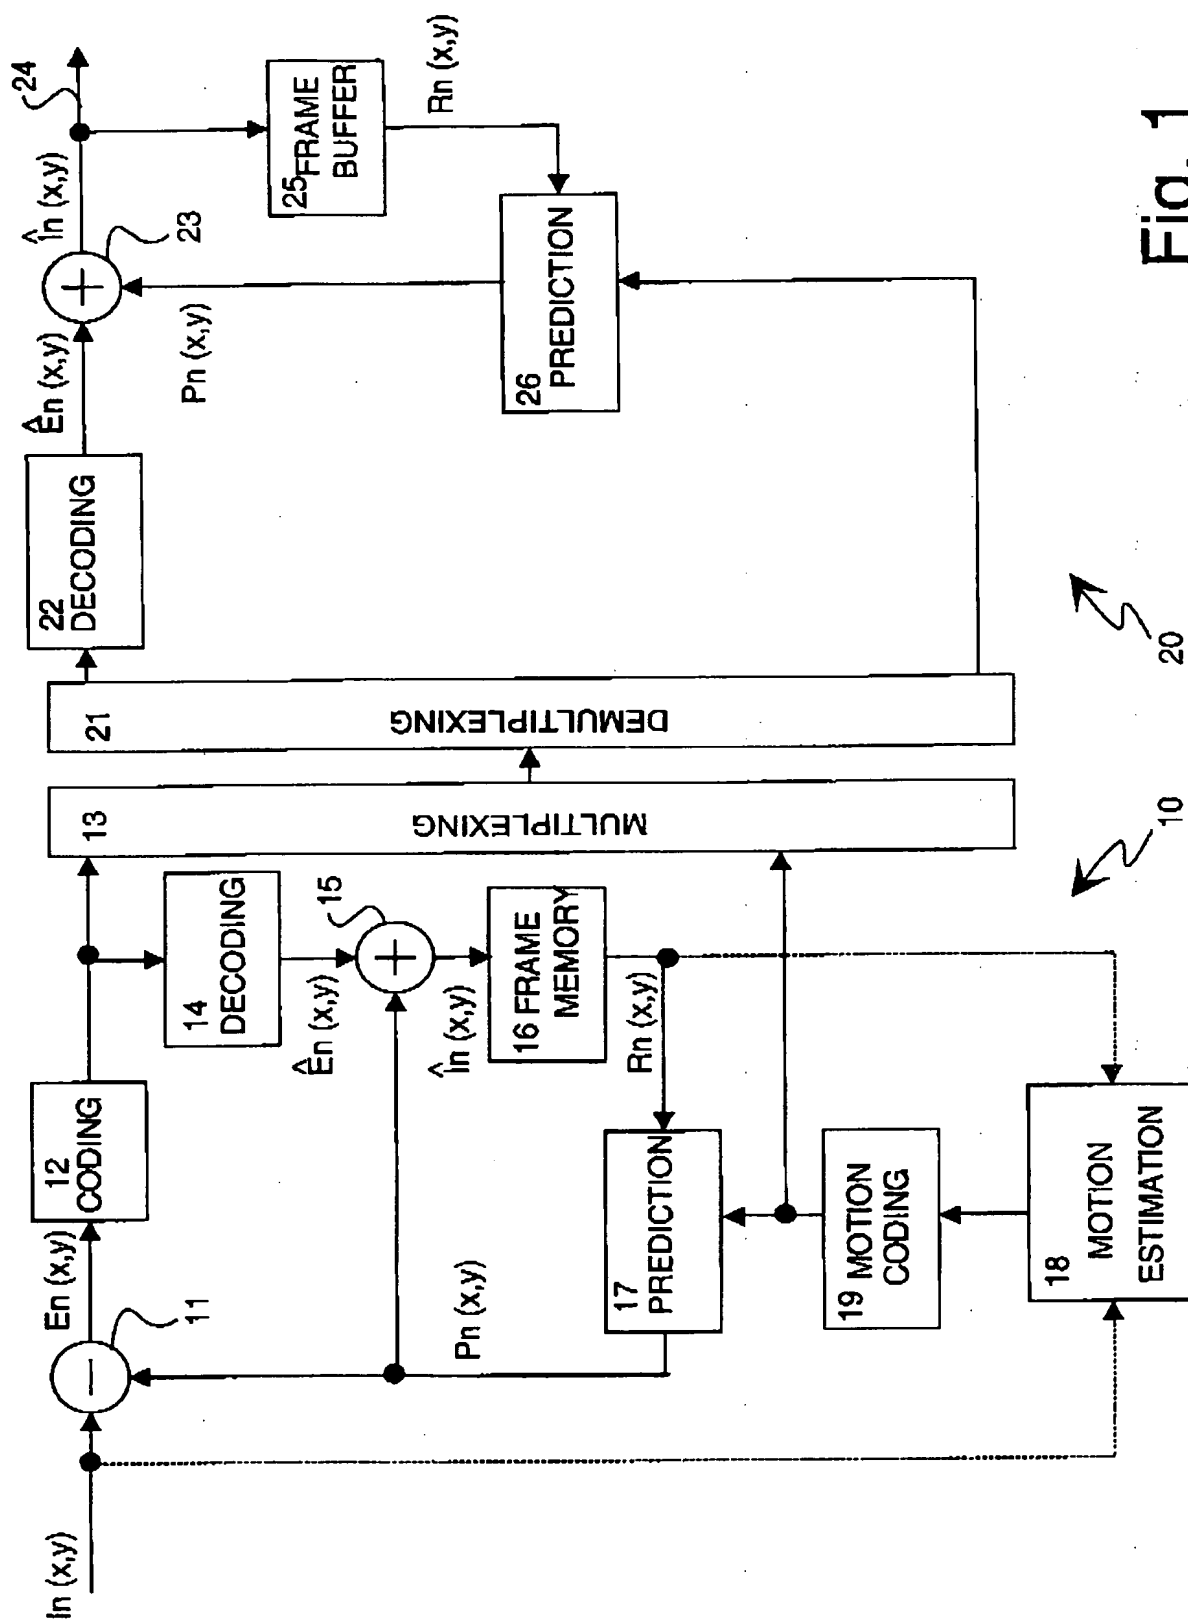 In (x,y)
En (x,y)
11
12
CODING
14 DECODING
Ên (x,y)
15
În (x,y)
16 FRAME
MEMORY
Rn (x,y)
17
PREDICTION
Pn (x,y)
19 MOTION
CODING
18
MOTION
ESTIMATION
13
MULTIPLEXING
10
21
DEMULTIPLEXING
20
22
DECODING
Ên (x,y)
23
În (x,y)
24
25 FRAME
BUFFER
Rn (x,y)
26
PREDICTION
Pn (x,y)
Fig. 1